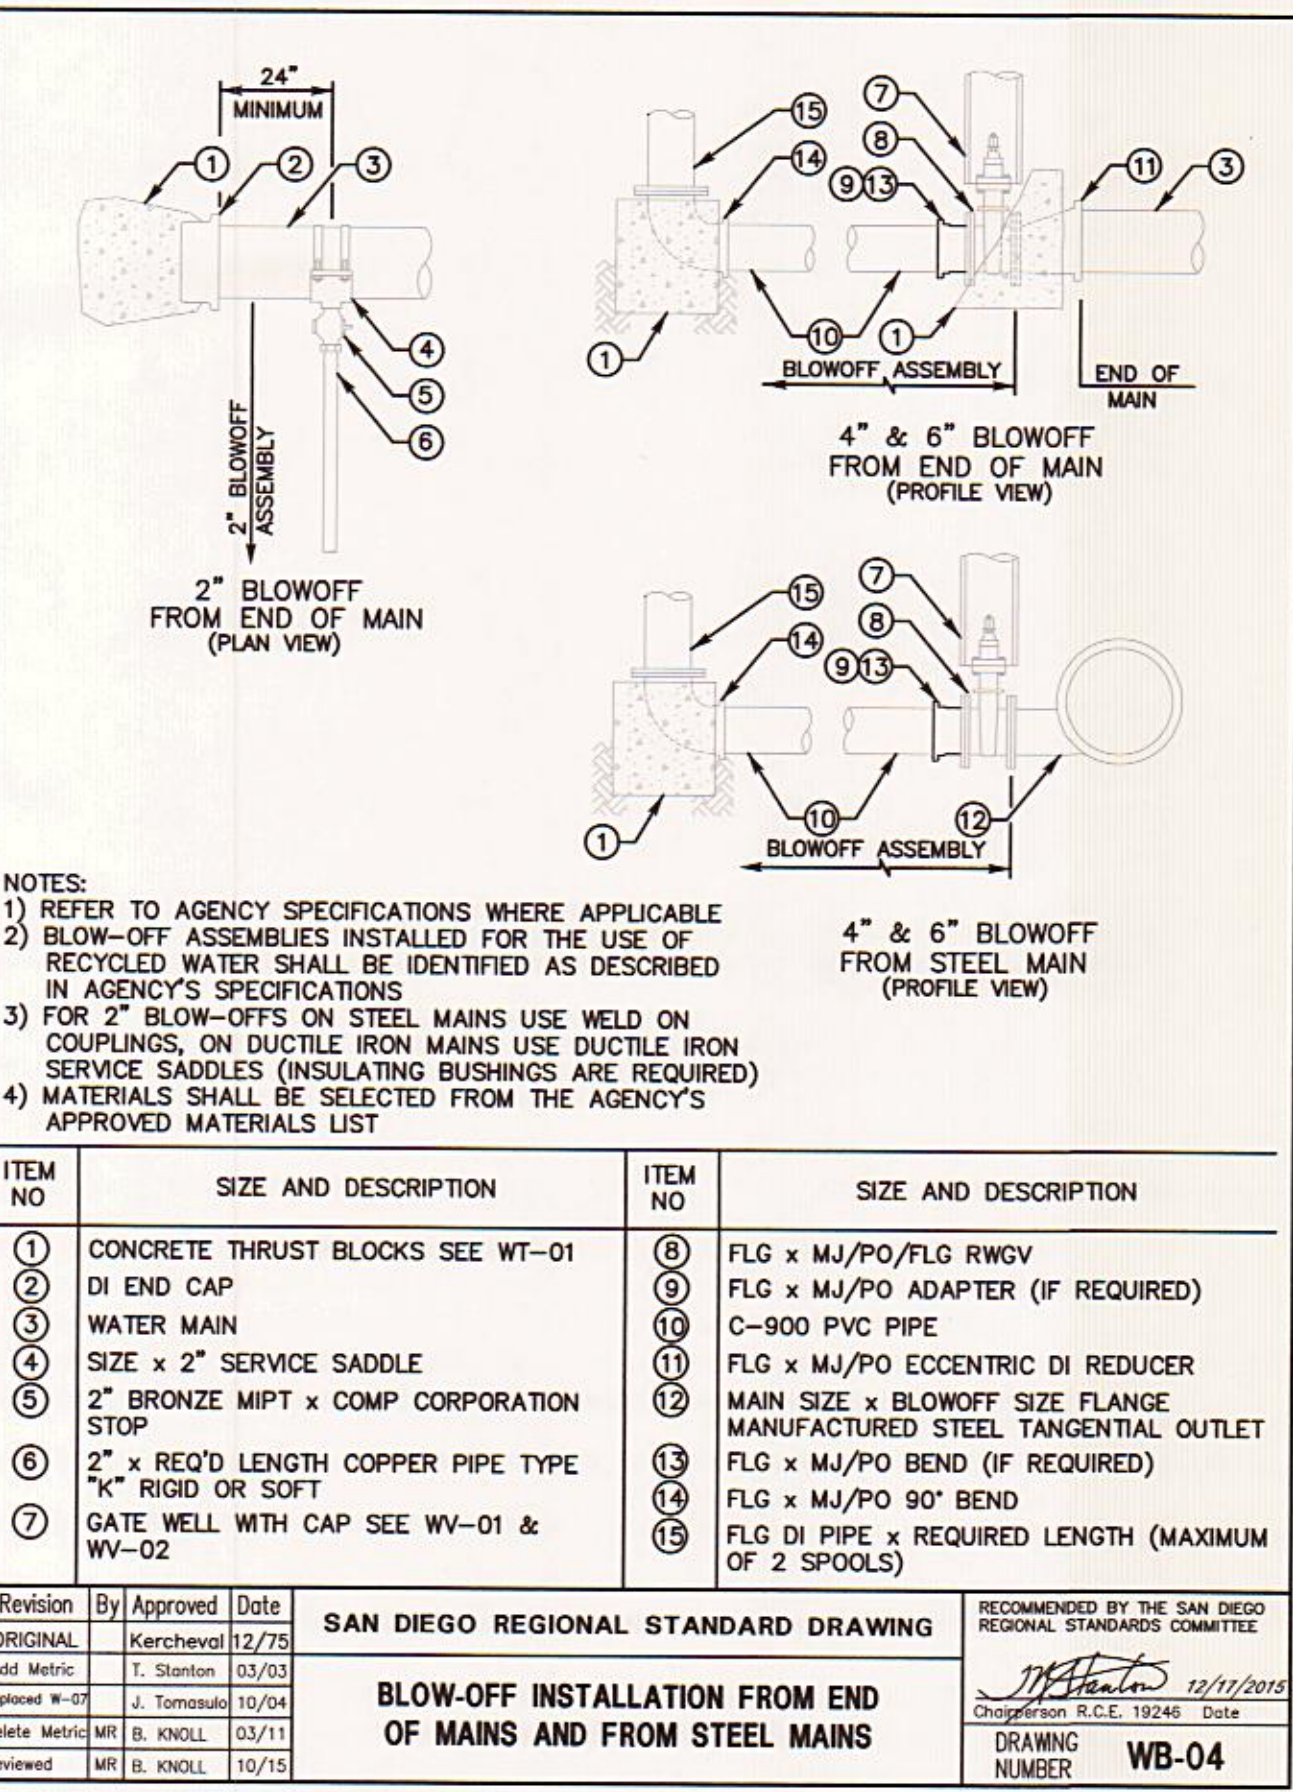 24"
MINIMUM
1
2
3
4
5
6
2" BLOWOFF
ASSEMBLY
2" BLOWOFF
FROM END OF MAIN
(PLAN VIEW)
15
14
7
8
9 13
11
3
10
1
1
BLOWOFF ASSEMBLY
END OF
MAIN
4" & 6" BLOWOFF
FROM END OF MAIN
(PROFILE VIEW)
15
14
7
8
9 13
10
12
1
BLOWOFF ASSEMBLY
4" & 6" BLOWOFF
FROM STEEL MAIN
(PROFILE VIEW)
NOTES:
1) REFER TO AGENCY SPECIFICATIONS WHERE APPLICABLE
2) BLOW-OFF ASSEMBLIES INSTALLED FOR THE USE OF
RECYCLED WATER SHALL BE IDENTIFIED AS DESCRIBED
IN AGENCY'S SPECIFICATIONS
3) FOR 2" BLOW-OFFS ON STEEL MAINS USE WELD ON
COUPLINGS, ON DUCTILE IRON MAINS USE DUCTILE IRON
SERVICE SADDLES (INSULATING BUSHINGS ARE REQUIRED)
4) MATERIALS SHALL BE SELECTED FROM THE AGENCY'S
APPROVED MATERIALS LIST
ITEM
NO
SIZE AND DESCRIPTION
1 CONCRETE THRUST BLOCKS SEE WT-01
2 DI END CAP
3 WATER MAIN
4 SIZE x 2" SERVICE SADDLE
5 2" BRONZE MIPT x COMP CORPORATION
STOP
6 2" x REQ'D LENGTH COPPER PIPE TYPE
"K" RIGID OR SOFT
7 GATE WELL WITH CAP SEE WV-01 &
WV-02
ITEM
NO
SIZE AND DESCRIPTION
8 FLG x MJ/PO/FLG RWGV
9 FLG x MJ/PO ADAPTER (IF REQUIRED)
10 C-900 PVC PIPE
11 FLG x MJ/PO ECCENTRIC DI REDUCER
12 MAIN SIZE x BLOWOFF SIZE FLANGE
MANUFACTURED STEEL TANGENTIAL OUTLET
13 FLG x MJ/PO BEND (IF REQUIRED)
14 FLG x MJ/PO 90° BEND
15 FLG DI PIPE x REQUIRED LENGTH (MAXIMUM
OF 2 SPOOLS)
Revision By Approved Date
ORIGINAL Kercheval 12/75
dd Metric T. Stanton 03/03
placed W-07 J. Tomasulo 10/04
elete Metric MR B. KNOLL 03/11
eviewed MR B. KNOLL 10/15
SAN DIEGO REGIONAL STANDARD DRAWING
BLOW-OFF INSTALLATION FROM END
OF MAINS AND FROM STEEL MAINS
RECOMMENDED BY THE SAN DIEGO
REGIONAL STANDARDS COMMITTEE
12/17/2015
Chairperson R.C.E. 19246 Date
DRAWING
NUMBER
WB-04